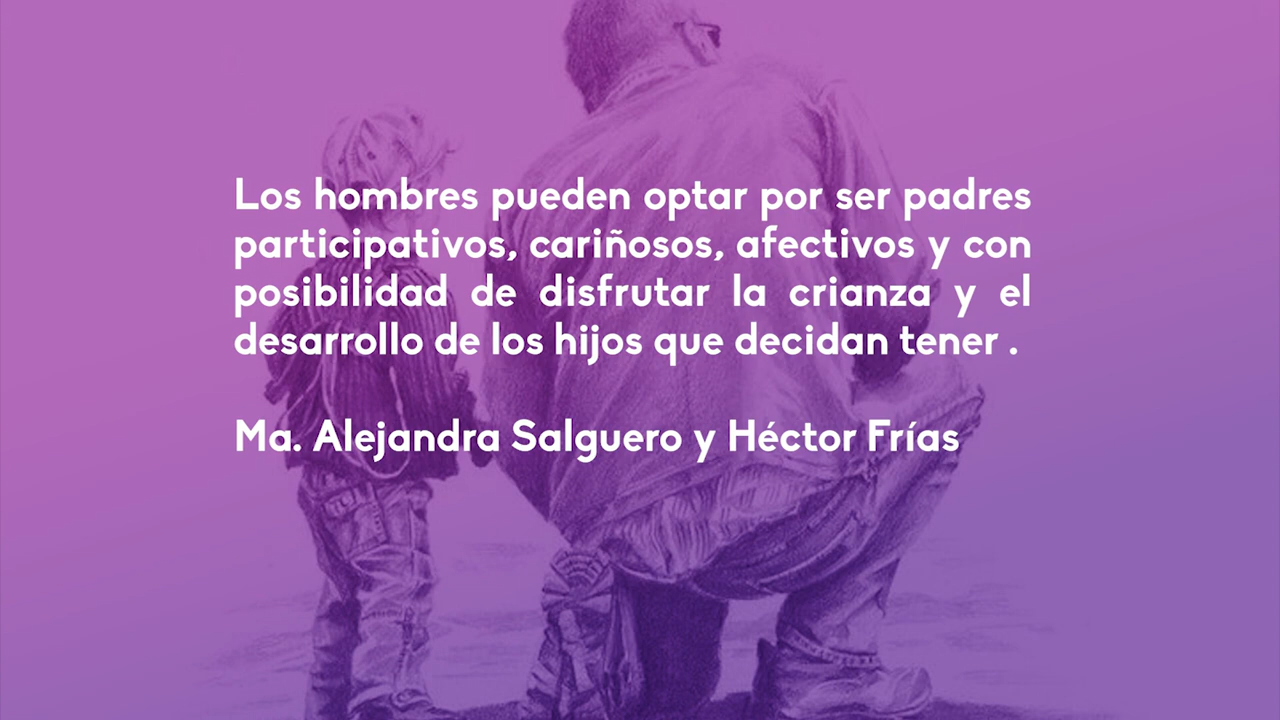 Los hombres pueden optar por ser padres
participativos, cariñosos, afectivos y con
posibilidad de disfrutar la crianza y el
desarrollo de los hijos que decidan tener .
Ma. Alejandra Salguero y Héctor Frías